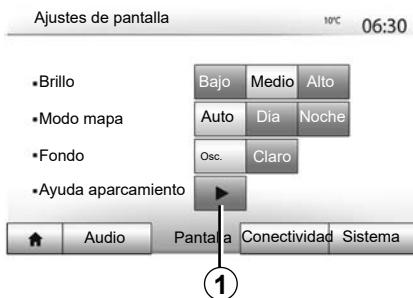 Ajustes de pantalla 10°C 06:30
▪Brillo Bajo Medio Alto
▪Modo mapa Auto Dia Noche
▪Fondo Osc. Claro
▪Ayuda aparcamiento
Audio Pantalla Conectividad Sistema
1